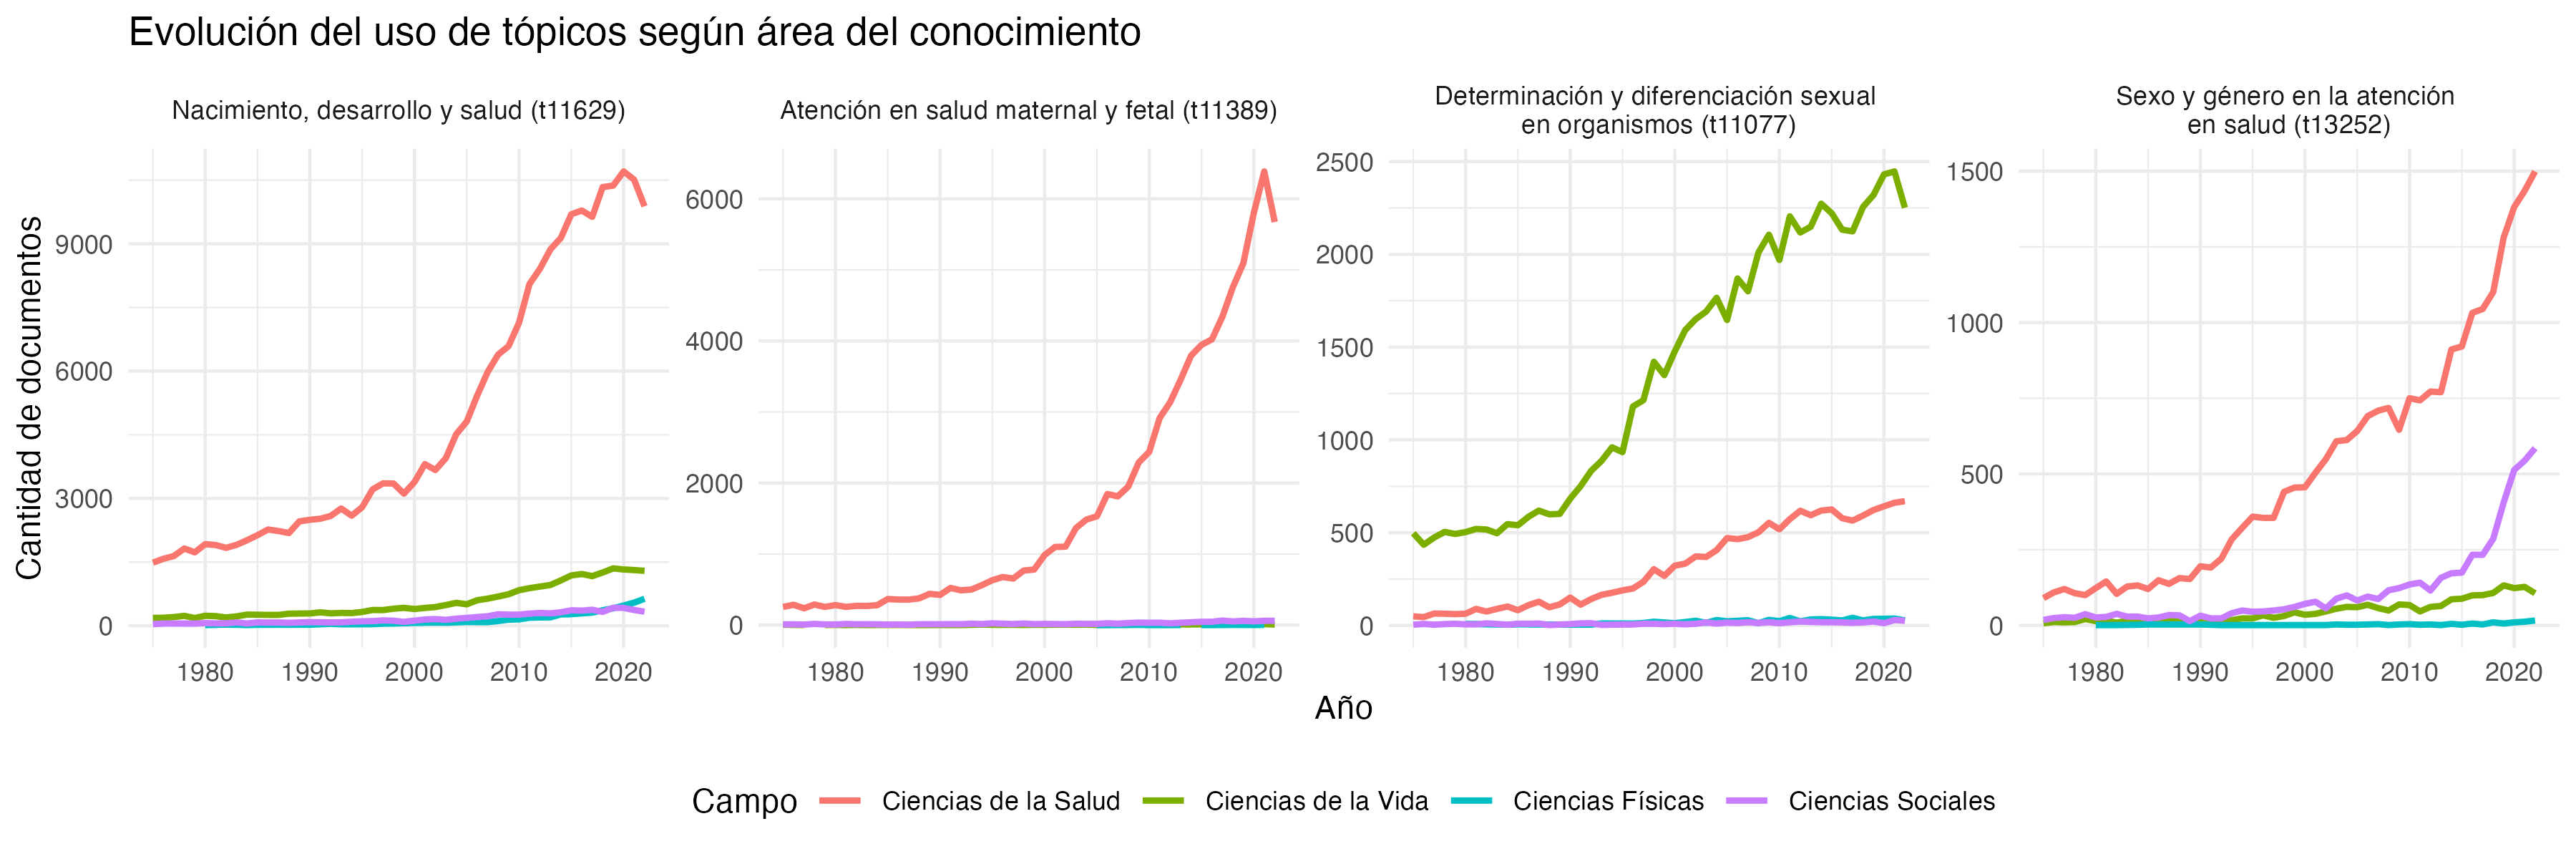 Evolución del uso de tópicos según área del conocimiento
Nacimiento, desarrollo y salud (t11629)
Atención en salud maternal y fetal (t11389)
Determinación y diferenciación sexual
en organismos (t11077)
Sexo y género en la atención
en salud (t13252)
Cantidad de documentos
9000
6000
3000
0
1980 1990 2000 2010 2020
6000
4000
2000
0
1980 1990 2000 2010 2020
2500
2000
1500
1000
500
0
1980 1990 2000 2010 2020
1500
1000
500
0
1980 1990 2000 2010 2020
Año
Campo Ciencias de la Salud Ciencias de la Vida Ciencias Físicas Ciencias Sociales